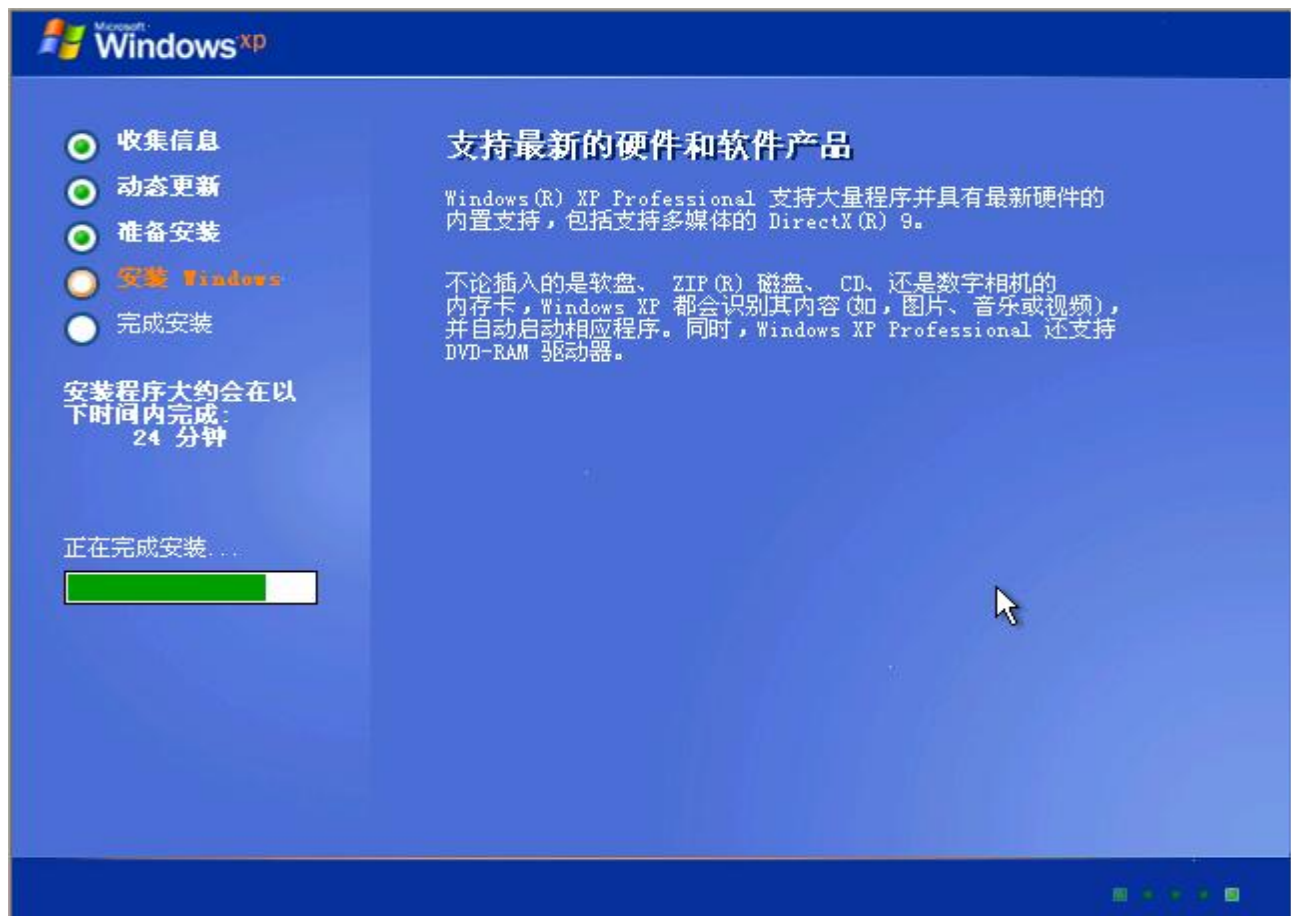 Microsoft
Windows xp
收集信息
动态更新
准备安装
安装 Windows
完成安装
安装程序大约会在以
下时间内完成:
24 分钟
正在完成安装...
支持最新的硬件和软件产品
Windows(R) XP Professional 支持大量程序并具有最新硬件的
内置支持，包括支持多媒体的 DirectX(R) 9。
不论插入的是软盘、 ZIP(R) 磁盘、 CD、还是数字相机的
内存卡，Windows XP 都会识别其内容(如，图片、音乐或视频)，
并自动启动相应程序。同时，Windows XP Professional 还支持
DVD-RAM 驱动器。